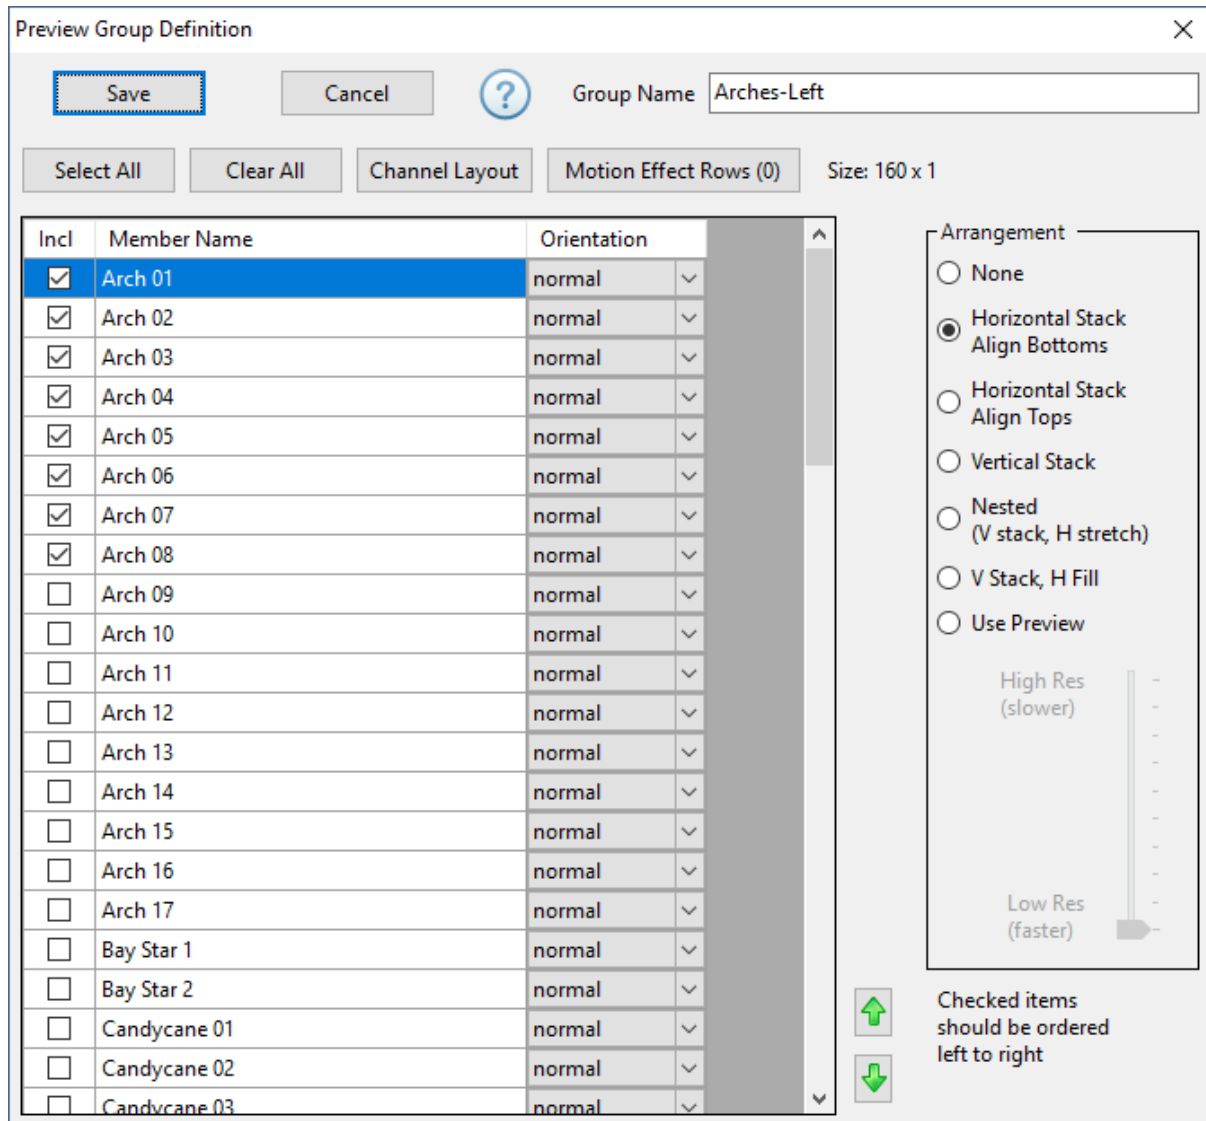 Preview Group Definition
Save
Cancel
?
Group Name
Arches-Left
Select All
Clear All
Channel Layout
Motion Effect Rows (0)
Size: 160 x 1
Incl Member Name Orientation
Arch 01 normal
Arch 02 normal
Arch 03 normal
Arch 04 normal
Arch 05 normal
Arch 06 normal
Arch 07 normal
Arch 08 normal
Arch 09 normal
Arch 10 normal
Arch 11 normal
Arch 12 normal
Arch 13 normal
Arch 14 normal
Arch 15 normal
Arch 16 normal
Arch 17 normal
Bay Star 1 normal
Bay Star 2 normal
Candycane 01 normal
Candycane 02 normal
Candycane 03 normal
Arrangement
None
Horizontal Stack
Align Bottoms
Horizontal Stack
Align Tops
Vertical Stack
Nested
(V stack, H stretch)
V Stack, H Fill
Use Preview
High Res
(slower)
Low Res
(faster)
Checked items
should be ordered
left to right